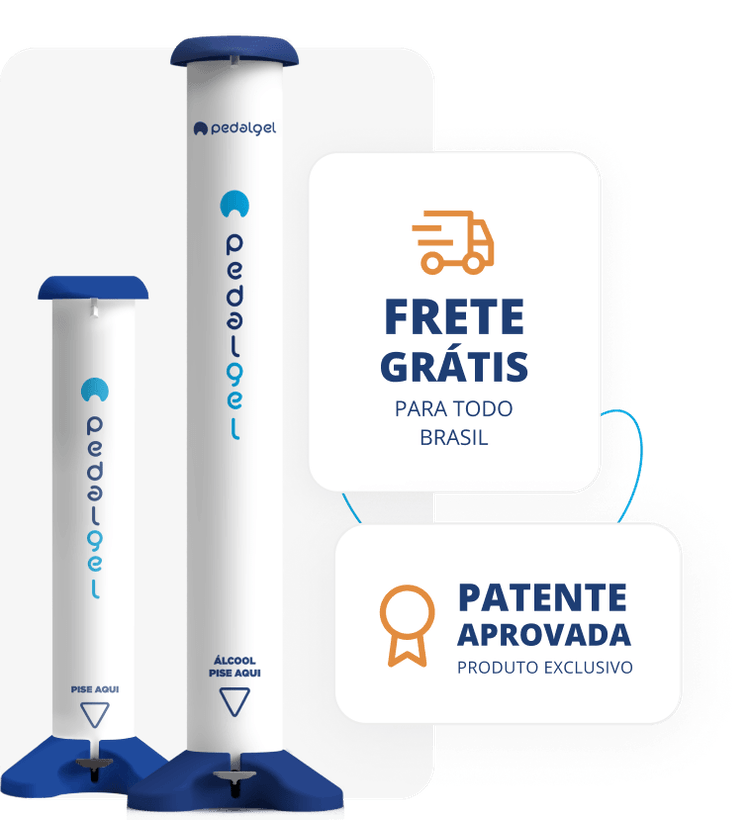 pedalgel
pedalgel
ÁLCOOL
PISE AQUI
pedalgel
PISE AQUI
FRETE
GRÁTIS
PARA TODO
BRASIL
PATENTE
APROVADA
PRODUTO EXCLUSIVO